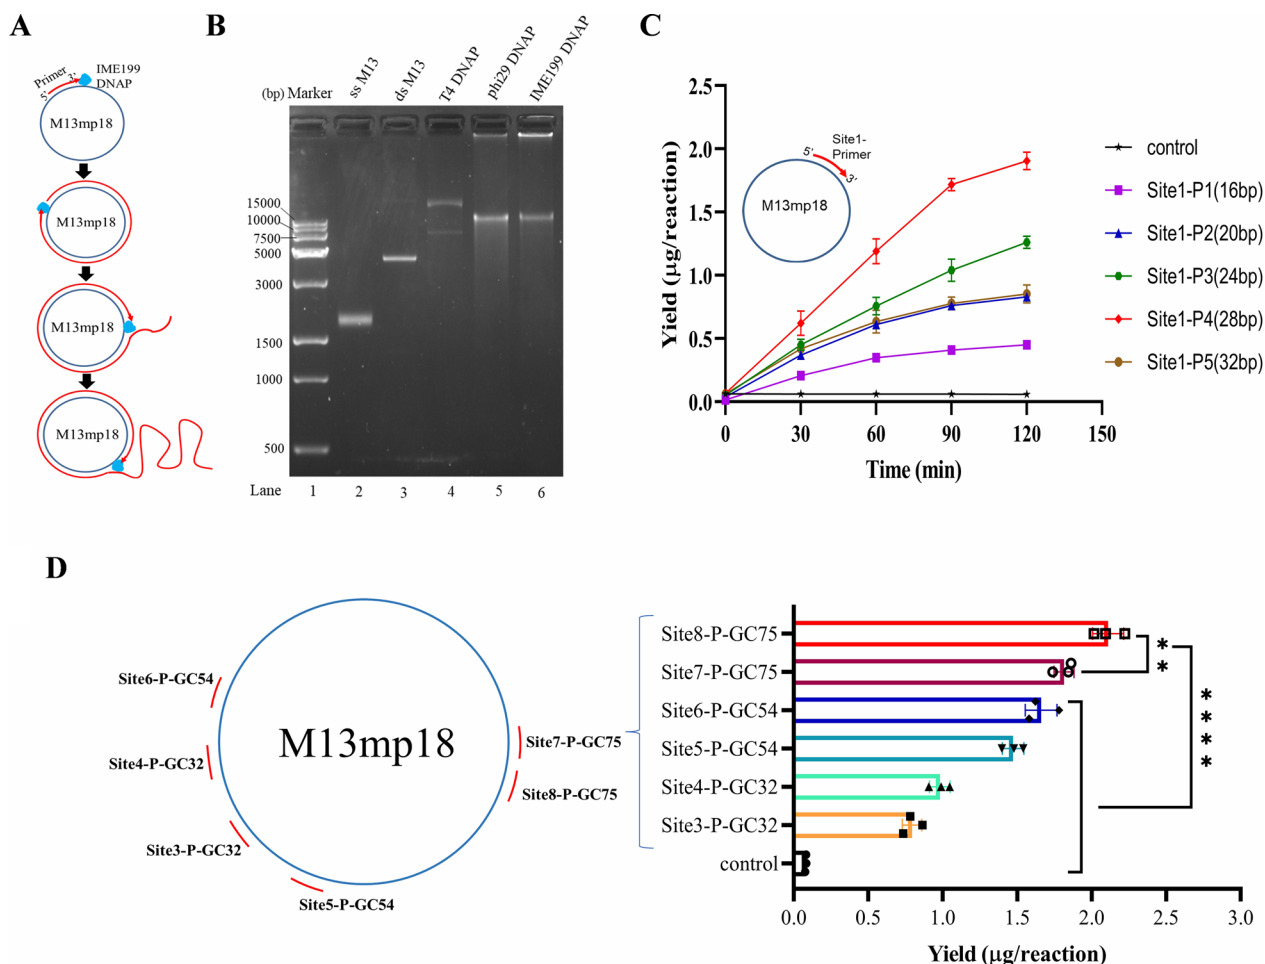 A
Primer
5'
3'
IME199
DNAP
M13mp18
M13mp18
M13mp18
M13mp18
B
(bp) Marker
ss M13
ds M13
T4 DNAP
phi29 DNAP
IME199 DNAP
15000
10000
7500
5000
3000
1500
1000
500
Lane 1 2 3 4 5 6
C
Yield (μg/reaction)
2.5
2.0
1.5
1.0
0.5
0.0
0 30 60 90 120 150
Time (min)
5'
Site1-
Primer
3'
M13mp18
control
Site1-P1(16bp)
Site1-P2(20bp)
Site1-P3(24bp)
Site1-P4(28bp)
Site1-P5(32bp)
D
Site6-P-GC54
Site4-P-GC32
Site3-P-GC32
Site5-P-GC54
M13mp18
Site7-P-GC75
Site8-P-GC75
Site8-P-GC75
Site7-P-GC75
Site6-P-GC54
Site5-P-GC54
Site4-P-GC32
Site3-P-GC32
control
**
****
0.0 0.5 1.0 1.5 2.0 2.5 3.0
Yield (μg/reaction)